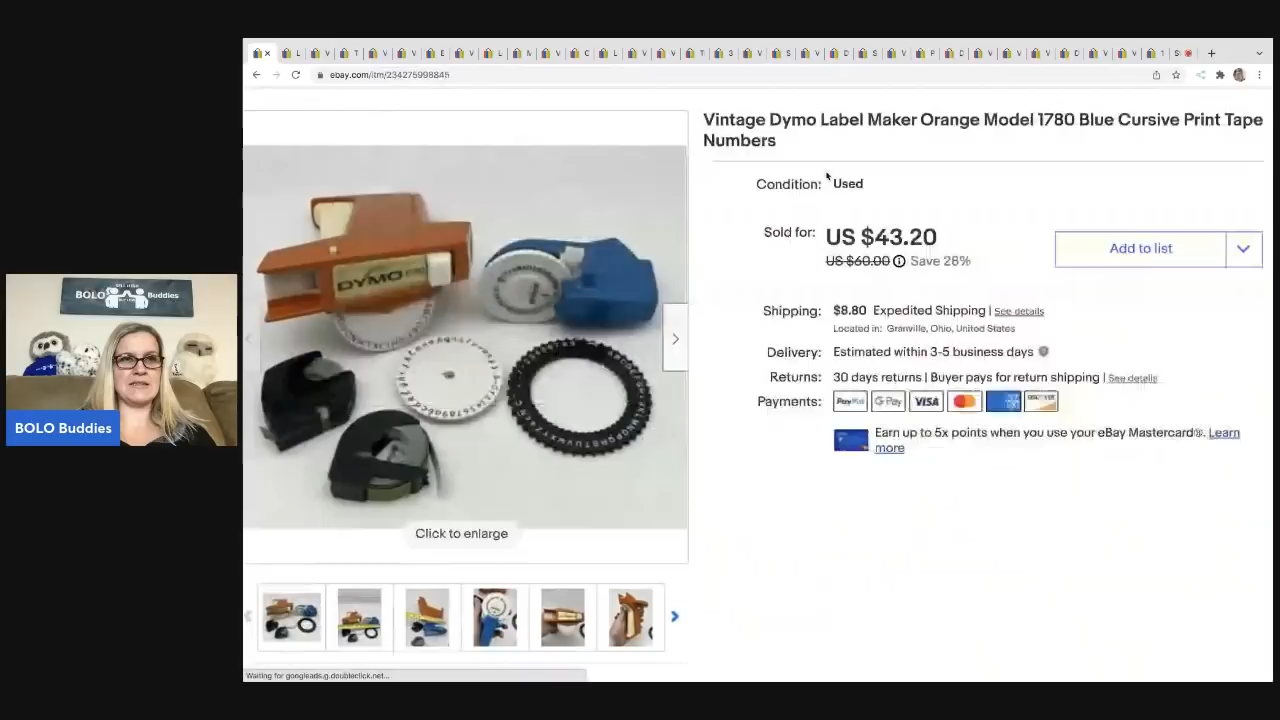 ebay.com/itm/234275998845
Vintage Dymo Label Maker Orange Model 1780 Blue Cursive Print Tape
Numbers
Condition: Used
Sold for: US $43.20
US $60.00 Save 28%
Add to list
Shipping: $8.80 Expedited Shipping | See details
Located in: Granville, Ohio, United States
Delivery: Estimated within 3-5 business days
Returns: 30 days returns | Buyer pays for return shipping | See details
Payments: PayPal G Pay VISA
Earn up to 5x points when you use your eBay Mastercard®. Learn
more
DYMO
Click to enlarge
BOLO Buddies
BOLO Buddies
Waiting for googleads.g.doubleclick.net...